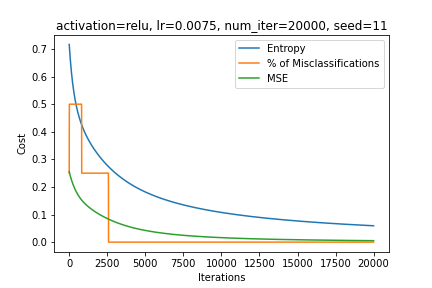 activation=relu, lr=0.0075, num_iter=20000, seed=11
Entropy
% of Misclassifications
MSE
Cost
0.7
0.6
0.5
0.4
0.3
0.2
0.1
0.0
0 2500 5000 7500 10000 12500 15000 17500 20000
Iterations